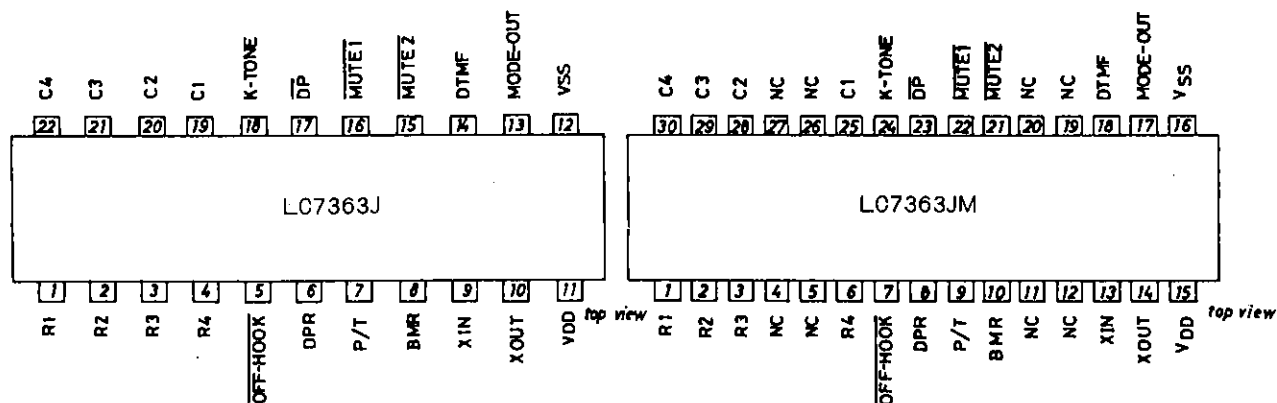 C4 C3 C2 C1 K-TONE DP MUTE1 MUTE2 DTMF MODE-OUT VSS
22 21 20 19 18 17 16 15 14 13 12
LC7363J
1 2 3 4 5 6 7 8 9 10 11 top view
R1 R2 R3 R4 OFF-HOOK DPR P/T BMR XIN XOUT VDD
C4 C3 C2 NC NC C1 K-TONE DP MUTE1 MUTE2 NC NC DTMF MODE-OUT VSS
30 29 28 27 26 25 24 23 22 21 20 19 18 17 16
LC7363JM
1 2 3 4 5 6 7 8 9 10 11 12 13 14 15 top view
R1 R2 R3 NC NC R4 OFF-HOOK DPR P/T BMR NC NC XIN XOUT VDD